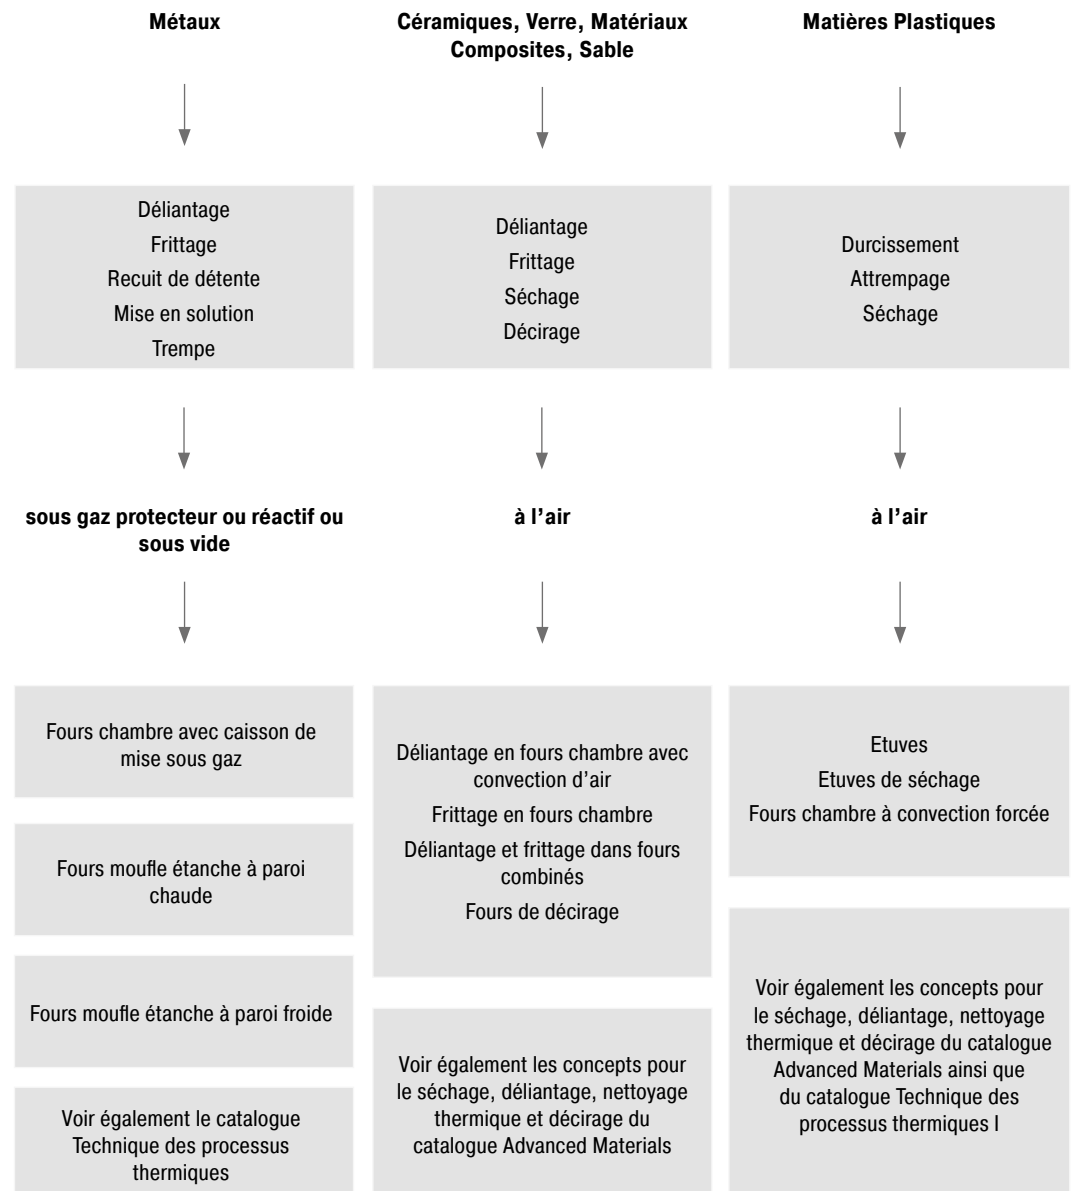 Métaux
Déliantage
Frittage
Recuit de détente
Mise en solution
Trempe
sous gaz protecteur ou réactif ou
sous vide
Fours chambre avec caisson de
mise sous gaz
Fours moufle étanche à paroi
chaude
Fours moufle étanche à paroi froide
Voir également le catalogue
Technique des processus
thermiques
Céramiques, Verre, Matériaux
Composites, Sable
Déliantage
Frittage
Séchage
Décirage
à l’air
Déliantage en fours chambre avec
convection d’air
Frittage en fours chambre
Déliantage et frittage dans fours
combinés
Fours de décirage
Voir également les concepts pour
le séchage, déliantage, nettoyage
thermique et décirage du
catalogue Advanced Materials
Matières Plastiques
Durcissement
Attrempage
Séchage
à l’air
Etuves
Etuves de séchage
Fours chambre à convection forcée
Voir également les concepts pour
le séchage, déliantage, nettoyage
thermique et décirage du catalogue
Advanced Materials ainsi que
du catalogue Technique des
processus thermiques I